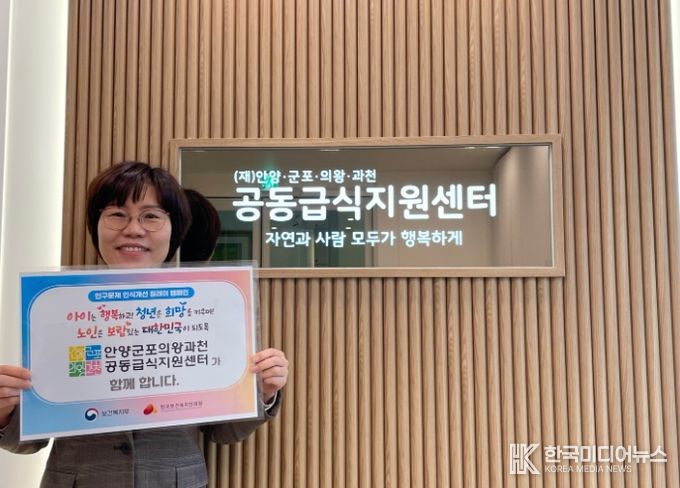 (재)안양·군포·의왕·과천
공동급식지원센터
자연과 사람 모두가 행복하게
인구문제 인식개선 릴레이 캠페인
아이는 행복하고! 청년은 희망을 키우며!
노인은 보람있는 대한민국이 되도록
안양군포의왕과천
공동급식지원센터가
함께 합니다.
보건복지부
한국미디어뉴스
KOREA MEDIA NEWS